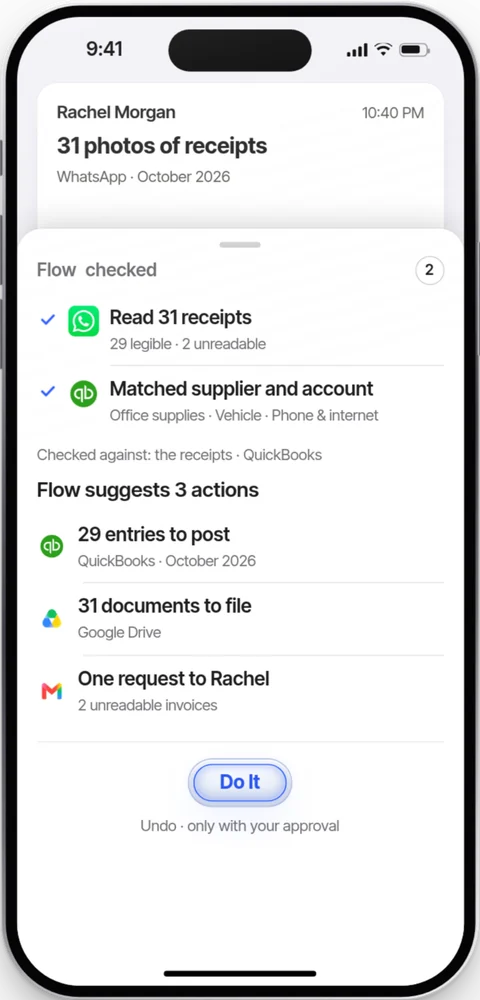 9:41
Rachel Morgan 10:40 PM
31 photos of receipts
WhatsApp · October 2026
Flow checked 2
Read 31 receipts
29 legible · 2 unreadable
qb Matched supplier and account
Office supplies · Vehicle · Phone & internet
Checked against: the receipts · QuickBooks
Flow suggests 3 actions
29 entries to post
qb
QuickBooks · October 2026
31 documents to file
Google Drive
One request to Rachel
2 unreadable invoices
Do It
Undo · only with your approval